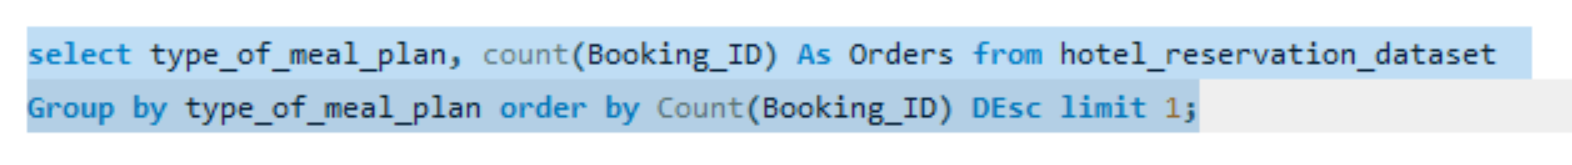 select type_of_meal_plan, count(Booking_ID) As Orders from hotel_reservation_dataset
Group by type_of_meal_plan order by Count(Booking_ID) DEsc limit 1;